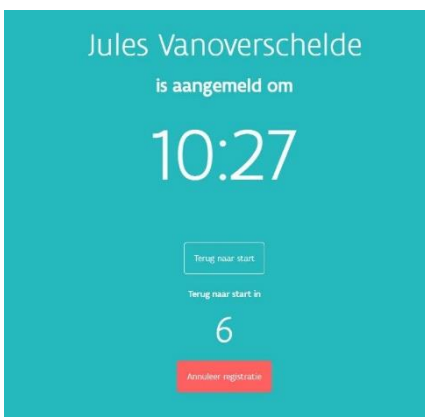 Jules Vanoverschelde
is aangemeld om
10:27
Terug naar start
Terug naar start in
6
Annuleer registratie